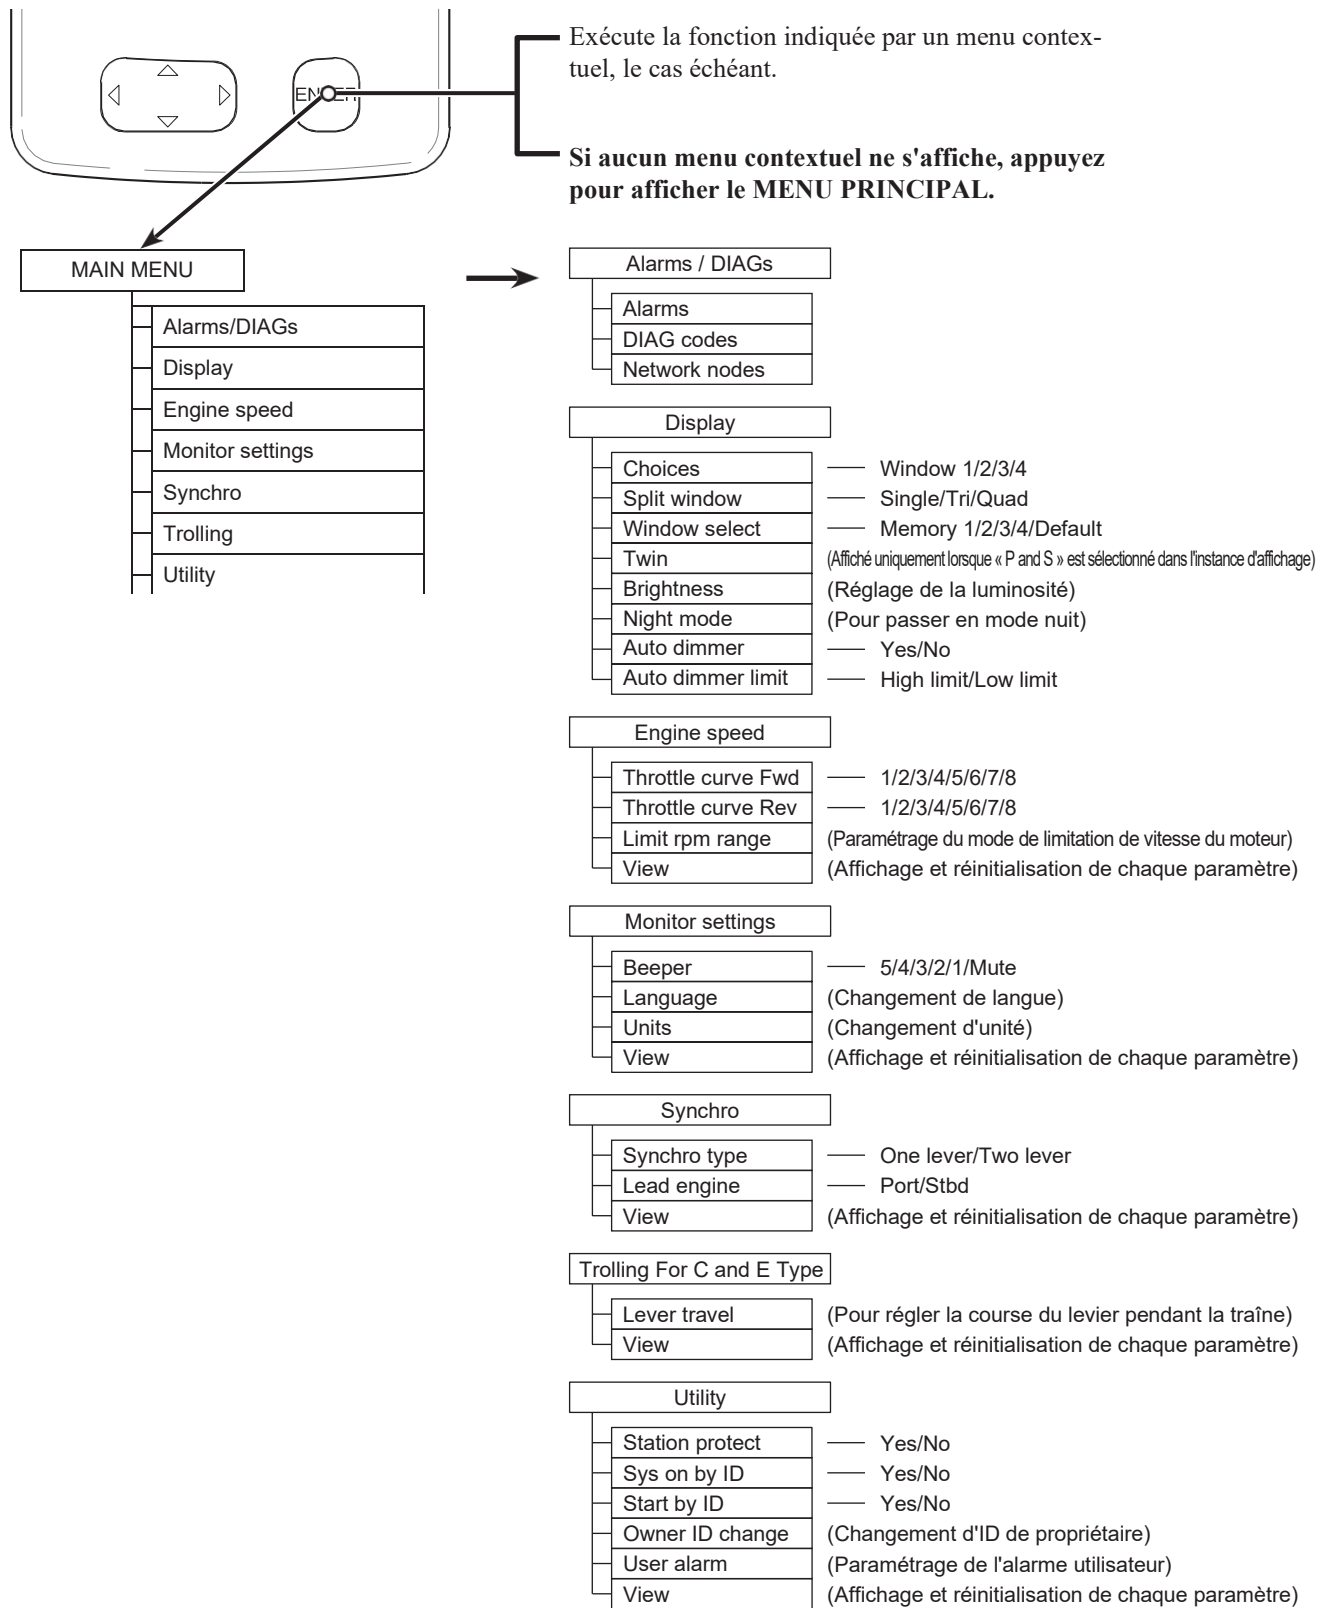 Exécute la fonction indiquée par un menu contex-
tuel, le cas échéant.
ENTER
Si aucun menu contextuel ne s'affiche, appuyez
pour afficher le MENU PRINCIPAL.
MAIN MENU
Alarms/DIAGs
Display
Engine speed
Monitor settings
Synchro
Trolling
Utility
Alarms / DIAGs
Alarms
DIAG codes
Network nodes
Display
Choices Window 1/2/3/4
Split window Single/Tri/Quad
Window select Memory 1/2/3/4/Default
Twin (Affiché uniquement lorsque « P and S » est sélectionné dans l'instance d'affichage)
Brightness (Réglage de la luminosité)
Night mode (Pour passer en mode nuit)
Auto dimmer Yes/No
Auto dimmer limit High limit/Low limit
Engine speed
Throttle curve Fwd 1/2/3/4/5/6/7/8
Throttle curve Rev 1/2/3/4/5/6/7/8
Limit rpm range (Paramétrage du mode de limitation de vitesse du moteur)
View (Affichage et réinitialisation de chaque paramètre)
Monitor settings
Beeper 5/4/3/2/1/Mute
Language (Changement de langue)
Units (Changement d'unité)
View (Affichage et réinitialisation de chaque paramètre)
Synchro
Synchro type One lever/Two lever
Lead engine Port/Stbd
View (Affichage et réinitialisation de chaque paramètre)
Trolling For C and E Type
Lever travel (Pour régler la course du levier pendant la traîne)
View (Affichage et réinitialisation de chaque paramètre)
Utility
Station protect Yes/No
Sys on by ID Yes/No
Start by ID Yes/No
Owner ID change (Changement d'ID de propriétaire)
User alarm (Paramétrage de l'alarme utilisateur)
View (Affichage et réinitialisation de chaque paramètre)